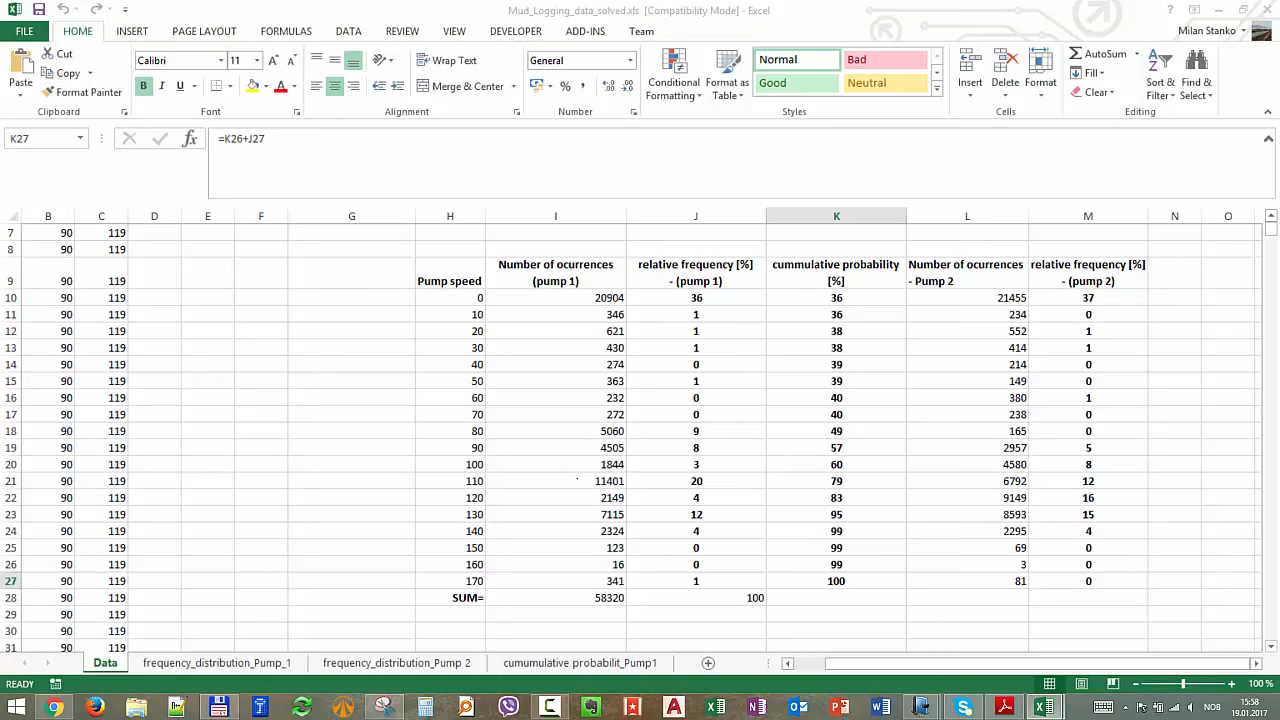 Mud_Logging_data_solved.xls [Compatibility Mode] - Excel
FILE HOME INSERT PAGE LAYOUT FORMULAS DATA REVIEW VIEW DEVELOPER ADD-INS Team Milan Stanko
Paste Cut Copy Format Painter Clipboard
Calibri 11 B I U Font
Wrap Text Merge & Center Alignment
General % , Number
Conditional Formatting Format as Table Normal Bad Good Neutral Styles
Insert Delete Format Cells
AutoSum Fill Clear Sort & Filter Find & Select Editing
K27 fx =K26+J27
B C D E F G H I J K L M N O
7 90 119
8 90 119
Number of ocurrences relative frequency [%] cummulative probability Number of ocurrences relative frequency [%]
9 90 119 Pump speed (pump 1) - (pump 1) [%] - Pump 2 - (pump 2)
10 90 119 0 20904 36 36 21455 37
11 90 119 10 346 1 36 234 0
12 90 119 20 621 1 38 552 1
13 90 119 30 430 1 38 414 1
14 90 119 40 274 0 39 214 0
15 90 119 50 363 1 39 149 0
16 90 119 60 232 0 40 380 1
17 90 119 70 272 0 40 238 0
18 90 119 80 5060 9 49 165 0
19 90 119 90 4505 8 57 2957 5
20 90 119 100 1844 3 60 4580 8
21 90 119 110 11401 20 79 6792 12
22 90 119 120 2149 4 83 9149 16
23 90 119 130 7115 12 95 8593 15
24 90 119 140 2324 4 99 2295 4
25 90 119 150 123 0 99 69 0
26 90 119 160 16 0 99 3 0
27 90 119 170 341 1 100 81 0
28 90 119 SUM= 58320 100
29 90 119
30 90 119
31 90 119
Data frequency_distribution_Pump_1 frequency_distribution_Pump 2 cumumulative probabilit_Pump1
READY 100 %
NOB 15:58
19.01.2017